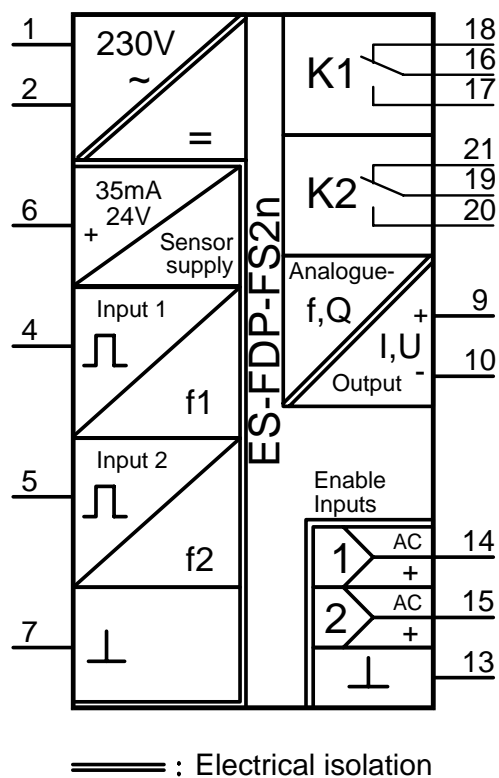 1
230V
~
2
=
6
35mA
24V
+
Sensor
supply
4
Input 1
f1
5
Input 2
f2
7
ES-FDP-FS2n
K1
18
16
17
K2
21
19
20
Analogue-
f,Q
I,U
+
-
Output
9
10
Enable
Inputs
1
AC
+
14
2
AC
+
15
13
: Electrical isolation